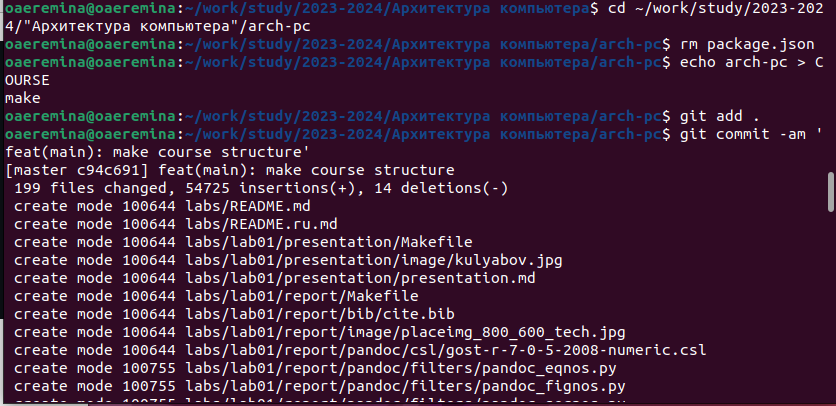 oaeremina@oaeremina:~/work/study/2023-2024/Архитектура компьютера$ cd ~/work/study/2023-202
4/"Архитектура компьютера"/arch-pc
oaeremina@oaeremina:~/work/study/2023-2024/Архитектура компьютера/arch-pc$ rm package.json
oaeremina@oaeremina:~/work/study/2023-2024/Архитектура компьютера/arch-pc$ echo arch-pc > C
OURSE
make
oaeremina@oaeremina:~/work/study/2023-2024/Архитектура компьютера/arch-pc$ git add .
oaeremina@oaeremina:~/work/study/2023-2024/Архитектура компьютера/arch-pc$ git commit -am '
feat(main): make course structure'
[master c94c691] feat(main): make course structure
 199 files changed, 54725 insertions(+), 14 deletions(-)
 create mode 100644 labs/README.md
 create mode 100644 labs/README.ru.md
 create mode 100644 labs/lab01/presentation/Makefile
 create mode 100644 labs/lab01/presentation/image/kulyabov.jpg
 create mode 100644 labs/lab01/presentation/presentation.md
 create mode 100644 labs/lab01/report/Makefile
 create mode 100644 labs/lab01/report/bib/cite.bib
 create mode 100644 labs/lab01/report/image/placeimg_800_600_tech.jpg
 create mode 100644 labs/lab01/report/pandoc/csl/gost-r-7-0-5-2008-numeric.csl
 create mode 100755 labs/lab01/report/pandoc/filters/pandoc_eqnos.py
 create mode 100755 labs/lab01/report/pandoc/filters/pandoc_fignos.py
 create mode 100755 labs/lab01/report/pandoc/filters/